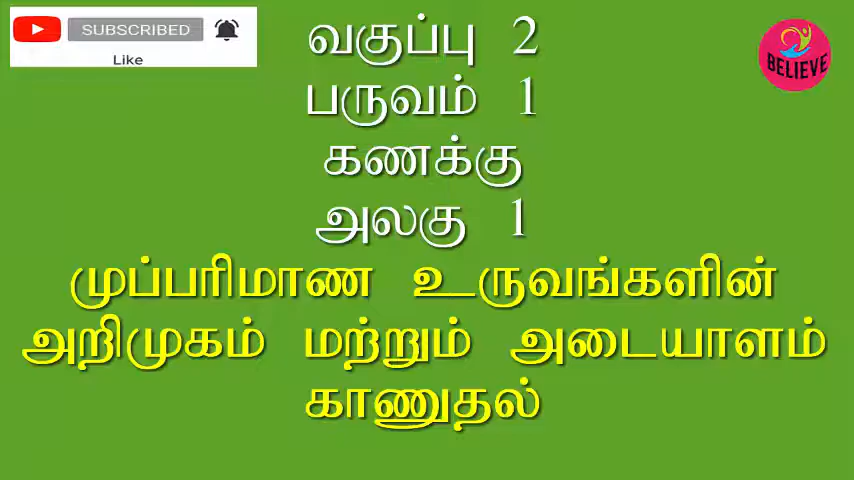 SUBSCRIBED
Like
BELIEVE
வகுப்பு 2
பருவம் 1
கணக்கு
அலகு 1
முப்பரிமாண உருவங்களின்
அறிமுகம் மற்றும் அடையாளம்
காணுதல்